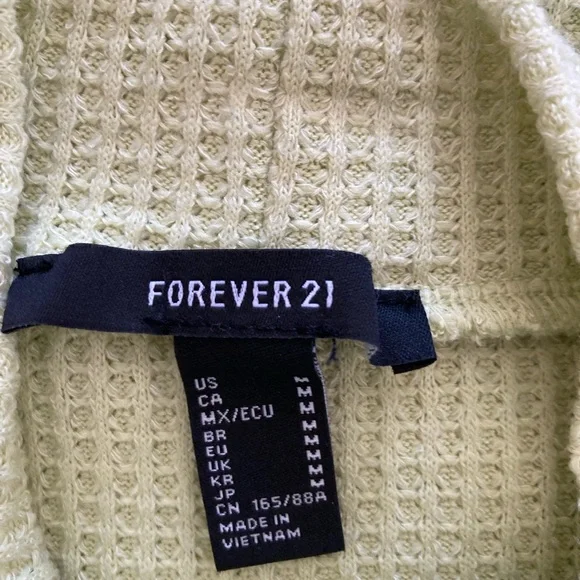 FOREVER 21
US M
CA M
MX/ECU M
BR M
EU M
UK M
KR M
JP M
CN 165/88A
MADE IN
VIETNAM